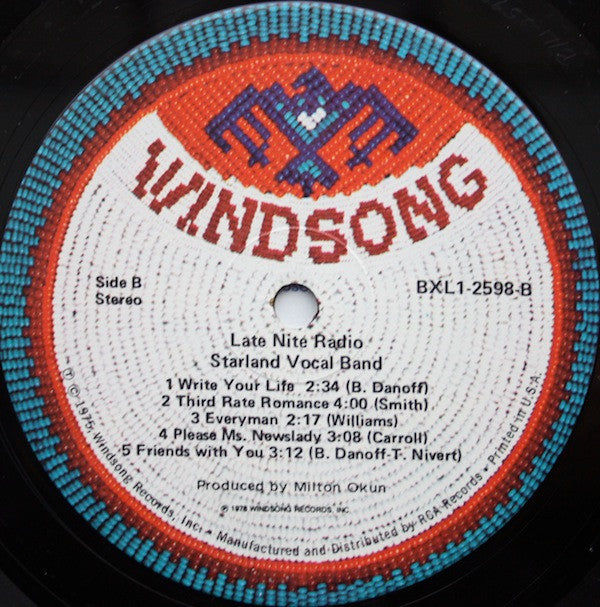 WINDSONG
Side B
Stereo
BXL1-2598-B
Late Nite Radio
Starland Vocal Band
1 Write Your Life 2:34 (B. Danoff)
2 Third Rate Romance 4:00 (Smith)
3 Everyman 2:17 (Williams)
4 Please Ms. Newslady 3:08 (Carroll)
5 Friends with You 3:12 (B. Danoff-T. Nivert)
Produced by Milton Okun
℗ 1978 WINDSONG RECORDS, INC.
℗ © 1975, Windsong Records, Inc. • Manufactured and Distributed by RCA Records • Printed in U.S.A.